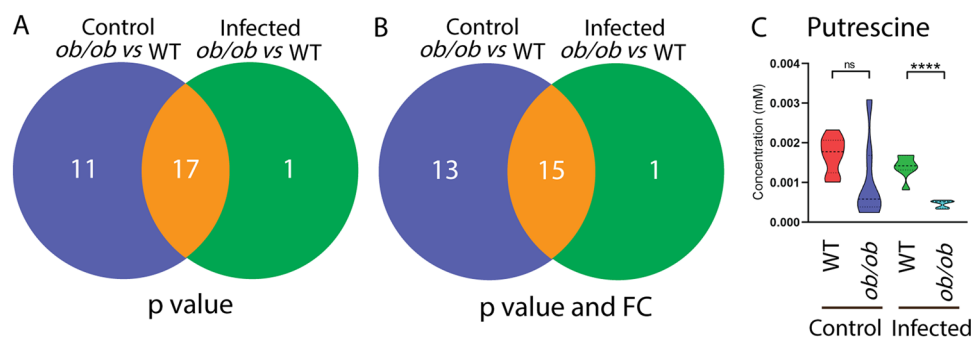 A
Control
ob/ob vs WT
Infected
ob/ob vs WT
11
17
1
p value
B
Control
ob/ob vs WT
Infected
ob/ob vs WT
13
15
1
p value and FC
C
Putrescine
Concentration (mM)
0.004
0.003
0.002
0.001
0.000
ns
****
WT
ob/ob
WT
ob/ob
Control
Infected